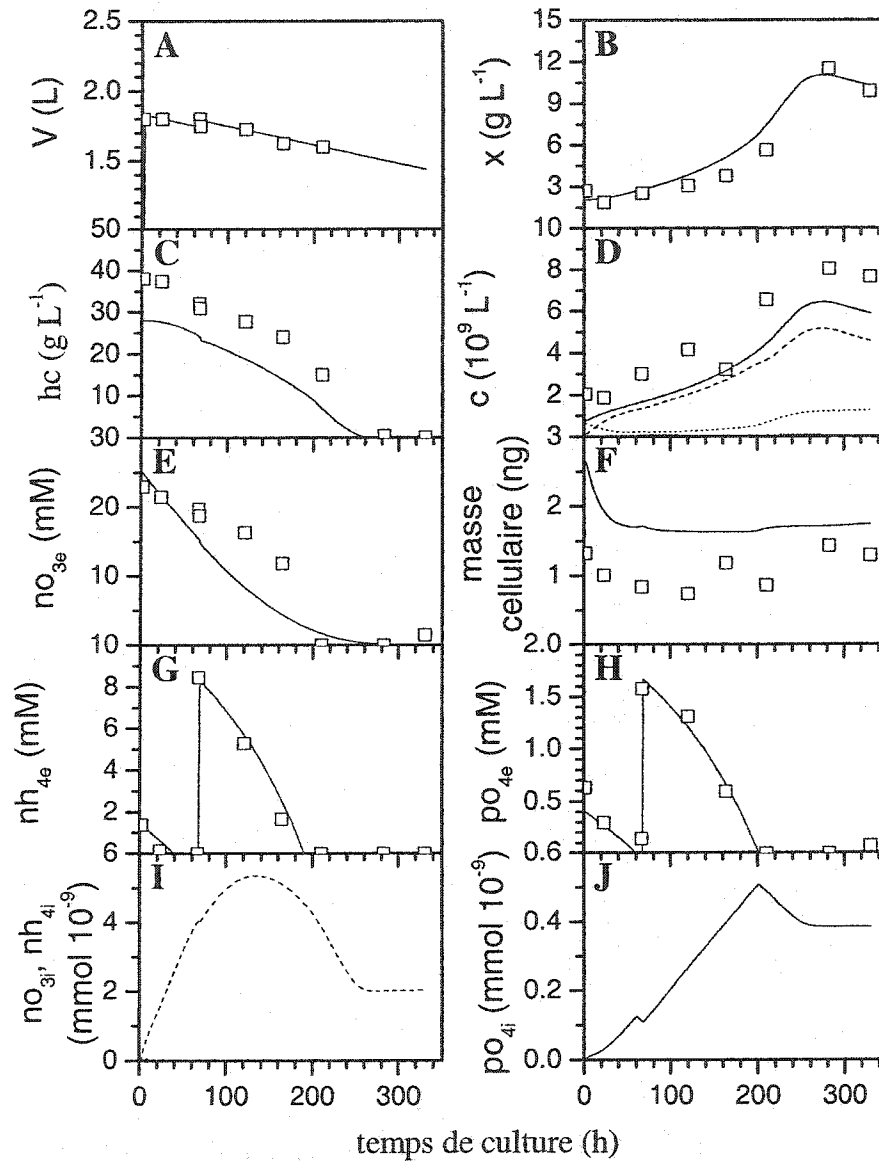 A
V (L)
2.5
2.0
1.5
B
x (g L⁻¹)
15
12
9
6
3
C
hc (g L⁻¹)
50
40
30
20
10
D
c (10⁹ L⁻¹)
10
8
6
4
2
E
no₃ₑ (mM)
30
20
10
F
masse
cellulaire (ng)
3
2
1
G
nh₄ₑ (mM)
10
8
6
4
2
H
po₄ₑ (mM)
2.0
1.5
1.0
0.5
I
no₃ᵢ, nh₄ᵢ
(mmol 10⁻⁹)
6
4
2
0
J
po₄ᵢ (mmol 10⁻⁹)
0.6
0.4
0.2
0.0
0 100 200 300
0 100 200 300
temps de culture (h)